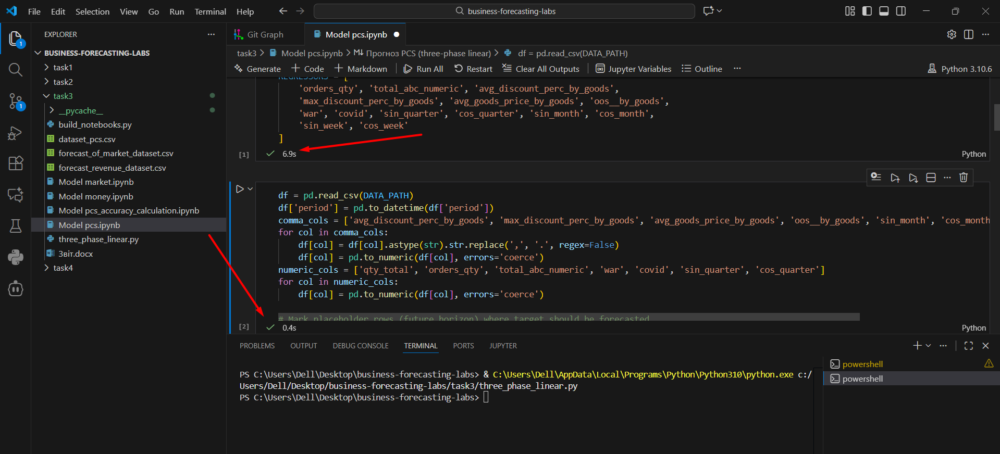 File Edit Selection View Go Run Terminal Help
business-forecasting-labs
EXPLORER
BUSINESS-FORECASTING-LABS
task1
task2
task3
__pycache__
build_notebooks.py
dataset_pcs.csv
forecast_of_market_dataset.csv
forecast_revenue_dataset.csv
Model market.ipynb
Model money.ipynb
Model pcs_accuracy_calculation.ipynb
Model pcs.ipynb
three_phase_linear.py
Звіт.docx
task4
1
1
Git Graph
Model pcs.ipynb
task3 > Model pcs.ipynb > M↓ Прогноз PCS (three-phase linear) > df = pd.read_csv(DATA_PATH)
Generate + Code + Markdown Run All Restart Clear All Outputs Jupyter Variables Outline ... Python 3.10.6
REGRESSORS = [
'orders_qty', 'total_abc_numeric', 'avg_discount_perc_by_goods',
'max_discount_perc_by_goods', 'avg_goods_price_by_goods', 'oos__by_goods',
'war', 'covid', 'sin_quarter', 'cos_quarter', 'sin_month', 'cos_month',
'sin_week', 'cos_week'
]
[1] 6.9s Python
df = pd.read_csv(DATA_PATH)
df['period'] = pd.to_datetime(df['period'])
comma_cols = ['avg_discount_perc_by_goods', 'max_discount_perc_by_goods', 'avg_goods_price_by_goods', 'oos__by_goods', 'sin_month', 'cos_month
for col in comma_cols:
df[col] = df[col].astype(str).str.replace(',', '.', regex=False)
df[col] = pd.to_numeric(df[col], errors='coerce')
numeric_cols = ['qty_total', 'orders_qty', 'total_abc_numeric', 'war', 'covid', 'sin_quarter', 'cos_quarter']
for col in numeric_cols:
df[col] = pd.to_numeric(df[col], errors='coerce')
# Mark placeholder rows (future horizon) where target should be forecasted
[2] 0.4s Python
PROBLEMS OUTPUT DEBUG CONSOLE TERMINAL PORTS JUPYTER
PS C:\Users\Dell\Desktop\business-forecasting-labs> & C:\Users\Dell\AppData\Local\Programs\Python\Python310\python.exe c:/
Users/Dell/Desktop/business-forecasting-labs/task3/three_phase_linear.py
PS C:\Users\Dell\Desktop\business-forecasting-labs>
powershell
powershell